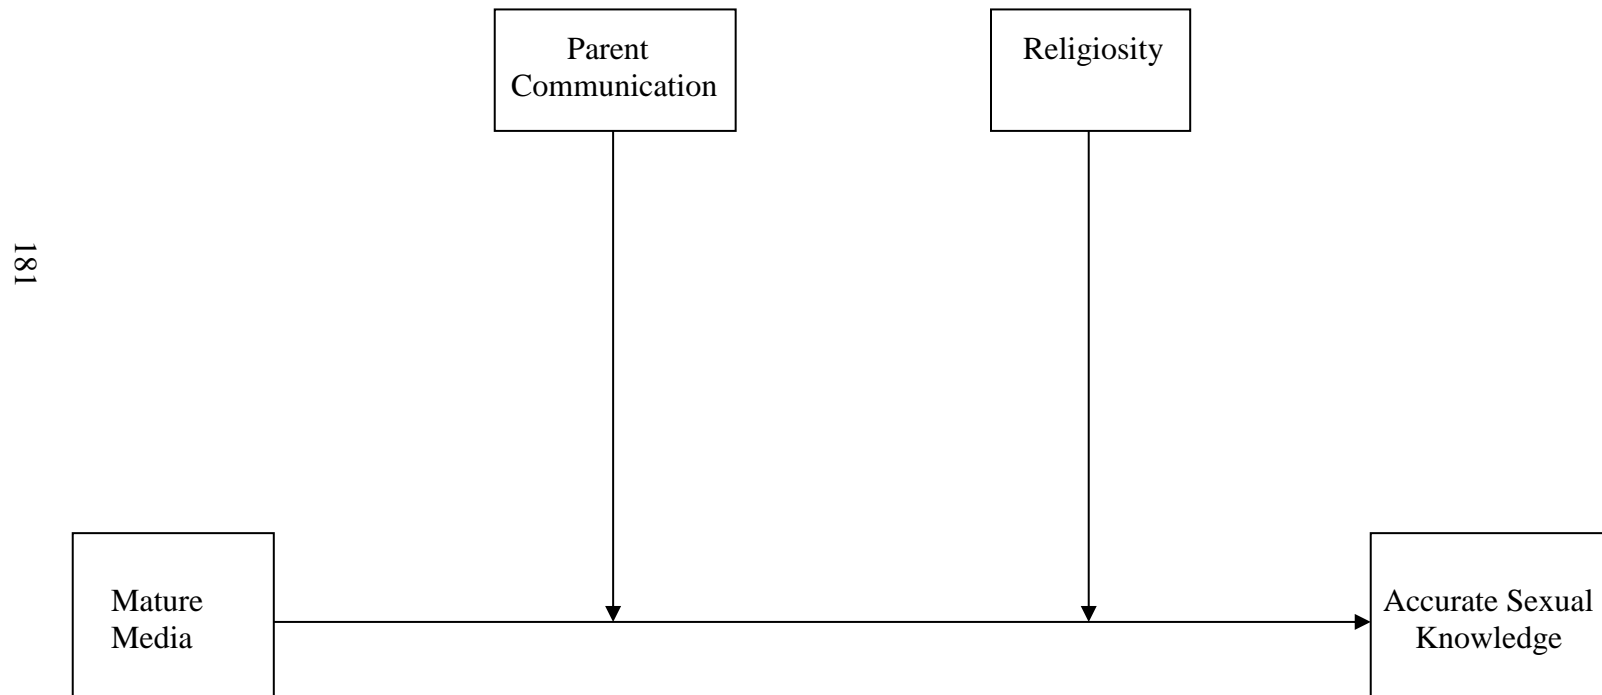 Parent
Communication
Religiosity
181
Mature
Media
Accurate Sexual
Knowledge